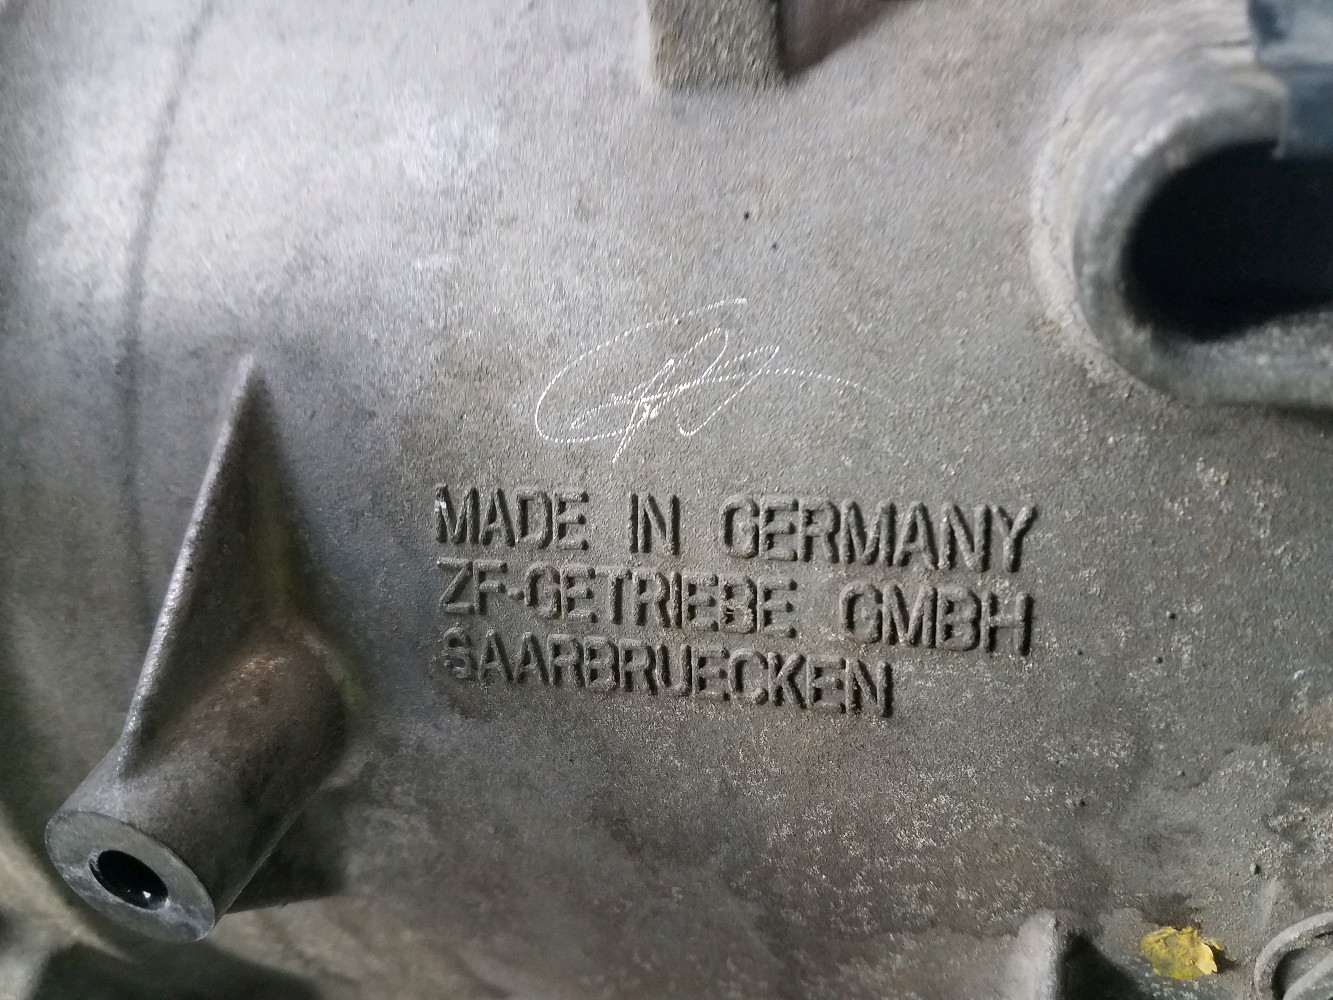 MADE IN GERMANY
ZF-GETRIEBE GMBH
SAARBRUECKEN